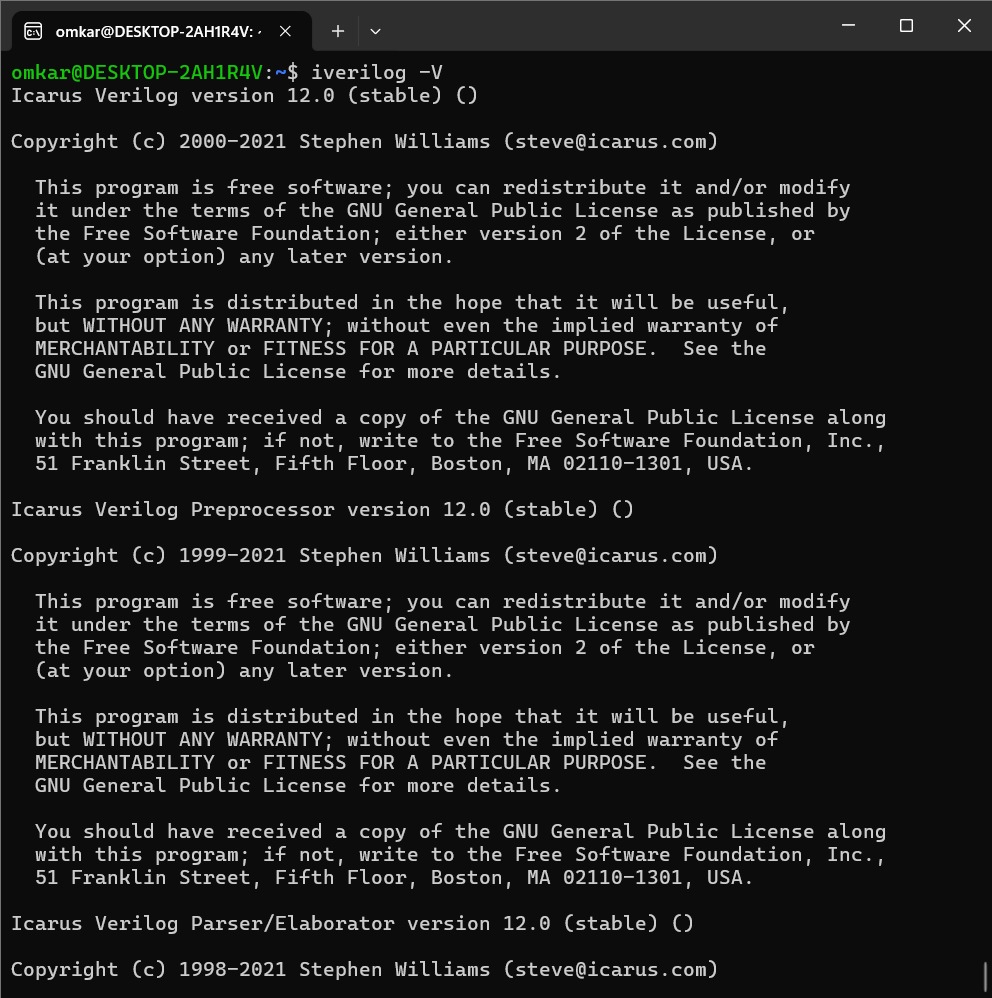 omkar@DESKTOP-2AH1R4V: ~
omkar@DESKTOP-2AH1R4V:~$ iverilog -V
Icarus Verilog version 12.0 (stable) ()
Copyright (c) 2000-2021 Stephen Williams (steve@icarus.com)
This program is free software; you can redistribute it and/or modify
it under the terms of the GNU General Public License as published by
the Free Software Foundation; either version 2 of the License, or
(at your option) any later version.
This program is distributed in the hope that it will be useful,
but WITHOUT ANY WARRANTY; without even the implied warranty of
MERCHANTABILITY or FITNESS FOR A PARTICULAR PURPOSE.  See the
GNU General Public License for more details.
You should have received a copy of the GNU General Public License along
with this program; if not, write to the Free Software Foundation, Inc.,
51 Franklin Street, Fifth Floor, Boston, MA 02110-1301, USA.
Icarus Verilog Preprocessor version 12.0 (stable) ()
Copyright (c) 1999-2021 Stephen Williams (steve@icarus.com)
This program is free software; you can redistribute it and/or modify
it under the terms of the GNU General Public License as published by
the Free Software Foundation; either version 2 of the License, or
(at your option) any later version.
This program is distributed in the hope that it will be useful,
but WITHOUT ANY WARRANTY; without even the implied warranty of
MERCHANTABILITY or FITNESS FOR A PARTICULAR PURPOSE.  See the
GNU General Public License for more details.
You should have received a copy of the GNU General Public License along
with this program; if not, write to the Free Software Foundation, Inc.,
51 Franklin Street, Fifth Floor, Boston, MA 02110-1301, USA.
Icarus Verilog Parser/Elaborator version 12.0 (stable) ()
Copyright (c) 1998-2021 Stephen Williams (steve@icarus.com)